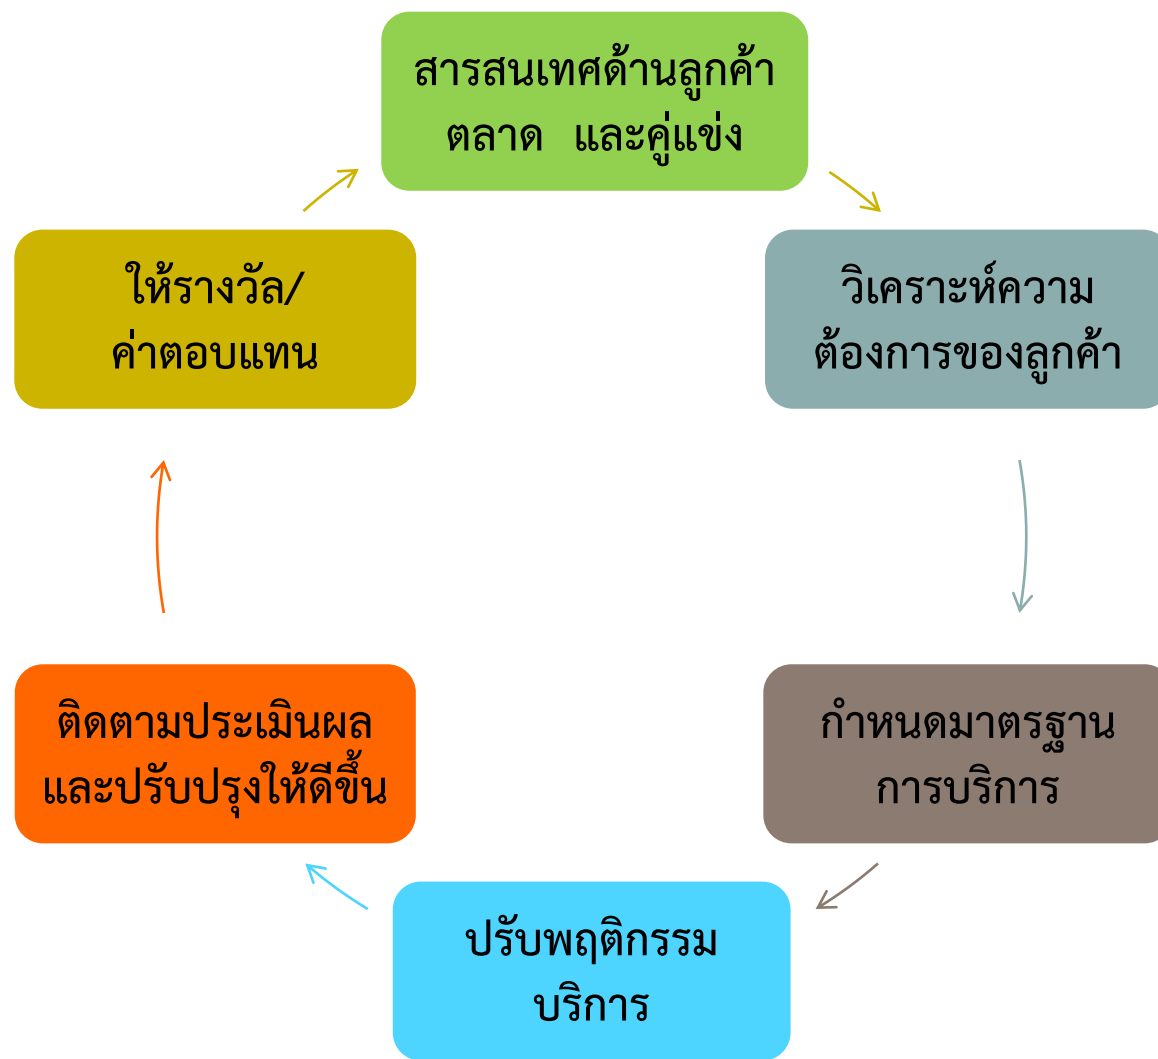 สารสนเทศด้านลูกค้า
ตลาด และคู่แข่ง
วิเคราะห์ความ
ต้องการของลูกค้า
กำหนดมาตรฐาน
การบริการ
ปรับพฤติกรรม
บริการ
ติดตามประเมินผล
และปรับปรุงให้ดีขึ้น
ให้รางวัล/
ค่าตอบแทน